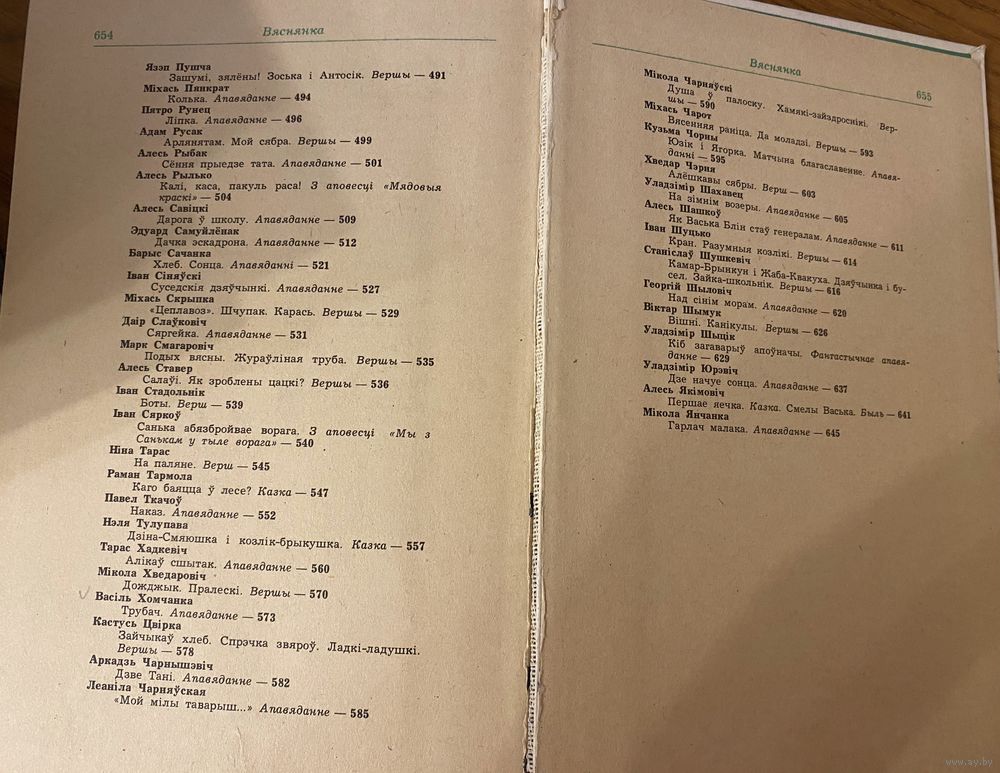 654
Вяснянка
Язэп Пушча
Зашумі, зялёны! Зоська і Антосік. Вершы — 491
Міхась Пянкрат
Колька. Апавяданне — 494
Пятро Рунец
Ліпка. Апавяданне — 496
Адам Русак
Арлянятам. Мой сябра. Вершы — 499
Алесь Рыбак
Сёння прыедзе тата. Апавяданне — 501
Алесь Рылько
Калі, каса, пакуль раса! З аповесці «Мядовыя
краскі» — 504
Алесь Савіцкі
Дарога ў школу. Апавяданне — 509
Эдуард Самуйлёнак
Дачка эскадрона. Апавяданне — 512
Барыс Сачанка
Хлеб. Сонца. Апавяданні — 521
Іван Сіняўскі
Суседскія дзяўчынкі. Апавяданне — 527
Міхась Скрыпка
«Цеплавоз». Шчупак. Карась. Вершы — 529
Даір Слаўковіч
Сяргейка. Апавяданне — 531
Марк Смагаровіч
Подых вясны. Жураўліная труба. Вершы — 535
Алесь Ставер
Салаўі. Як зроблены цацкі? Вершы — 536
Іван Стадольнік
Боты. Верш — 539
Іван Сяркоў
Санька абязбройвае ворага. З аповесці «Мы з
Санькам у тыле ворага» — 540
Ніна Тарас
На паляне. Верш — 545
Раман Тармола
Каго баяцца ў лесе? Казка — 547
Павел Ткачоў
Наказ. Апавяданне — 552
Нэля Тулупава
Дзіна-Смяюшка і козлік-брыкушка. Казка — 557
Тарас Хадкевіч
Алікаў сшытак. Апавяданне — 560
Мікола Хведаровіч
Дожджык. Пралескі. Вершы — 570
Васіль Хомчанка
Трубач. Апавяданне — 573
Кастусь Цвірка
Зайчыкаў хлеб. Спрэчка звяроў. Ладкі-ладушкі.
Вершы — 578
Аркадзь Чарнышэвіч
Дзве Тані. Апавяданне — 582
Леаніла Чарняўская
«Мой мілы таварыш...» Апавяданне — 585
Вяснянка
655
Мікола Чарняўскі
Душа ў палоску. Хамякі-зайздроснікі. Вер-
шы — 590
Міхась Чарот
Вясенняя раніца. Да моладзі. Вершы — 593
Кузьма Чорны
Юзік і Ягорка. Матчына благаславенне. Апавя-
данні — 595
Хведар Чэрня
Алёшкавы сябры. Верш — 603
Уладзімір Шахавец
На зімнім возеры. Апавяданне — 605
Алесь Шашкоў
Як Васька Блін стаў генералам. Апавяданне — 611
Іван Шуцько
Кран. Разумныя козлікі. Вершы — 614
Станіслаў Шушкевіч
Камар-Брынкун і Жаба-Квакуха. Дзяўчынка і бу-
сел. Зайка-школьнік. Вершы — 616
Георгій Шыловіч
Над сінім морам. Апавяданне — 620
Віктар Шымук
Вішні. Канікулы. Вершы — 626
Уладзімір Шыцік
Кіб загаварыў апоўначы. Фантастычнае апавя-
данне — 629
Уладзімір Юрэвіч
Дзе начуе сонца. Апавяданне — 637
Алесь Якімовіч
Першае яечка. Казка. Смелы Васька. Быль — 641
Мікола Янчанка
Гарлач малака. Апавяданне — 645
www.ay.by